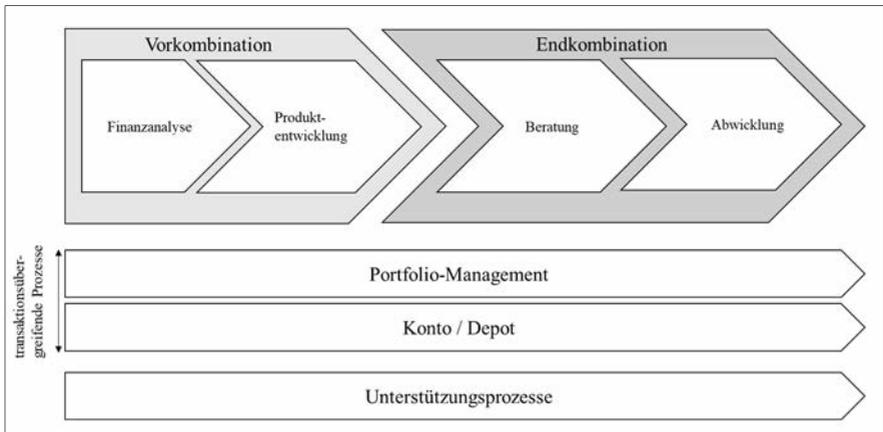 Vorkombination
Endkombination
Finanzanalyse
Produkt-
entwicklung
Beratung
Abwicklung
transaktionsüber-
greifende Prozesse
Portfolio-Management
Konto / Depot
Unterstützungsprozesse